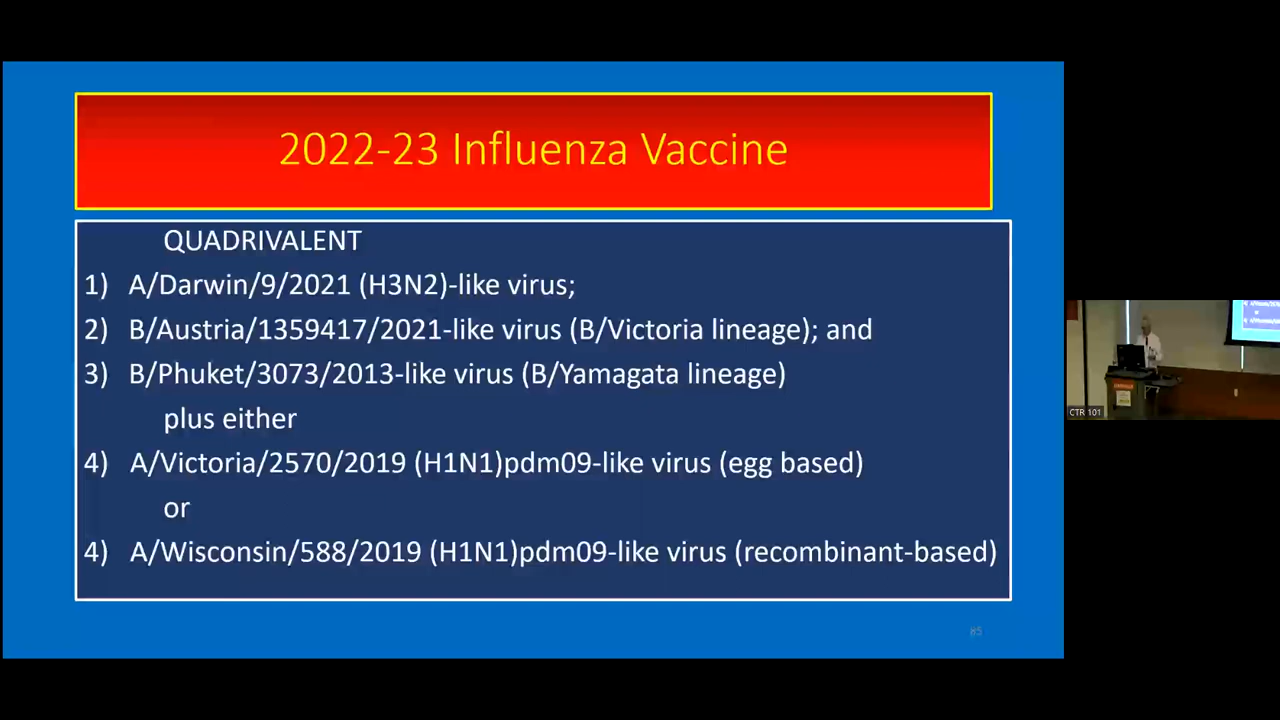 2022-23 Influenza Vaccine
QUADRIVALENT
1) A/Darwin/9/2021 (H3N2)-like virus;
2) B/Austria/1359417/2021-like virus (B/Victoria lineage); and
3) B/Phuket/3073/2013-like virus (B/Yamagata lineage)
plus either
4) A/Victoria/2570/2019 (H1N1)pdm09-like virus (egg based)
or
4) A/Wisconsin/588/2019 (H1N1)pdm09-like virus (recombinant-based)
85
CTR 101